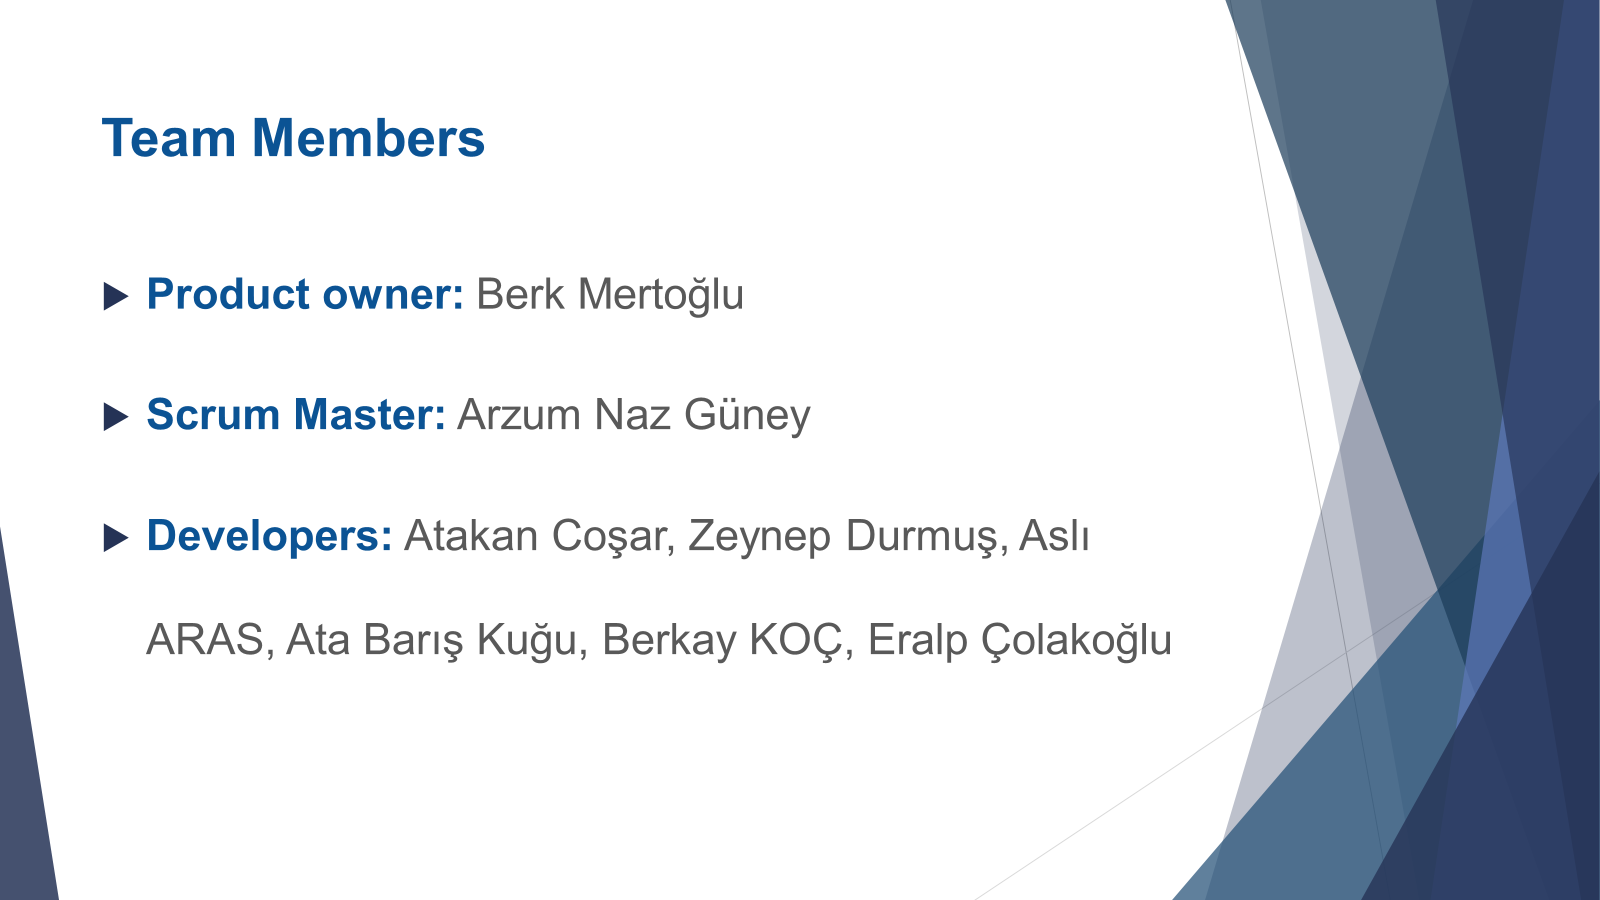 Team Members
Product owner: Berk Mertoğlu
Scrum Master: Arzum Naz Güney
Developers: Atakan Coşar, Zeynep Durmuş, Aslı
ARAS, Ata Barış Kuğu, Berkay KOÇ, Eralp Çolakoğlu